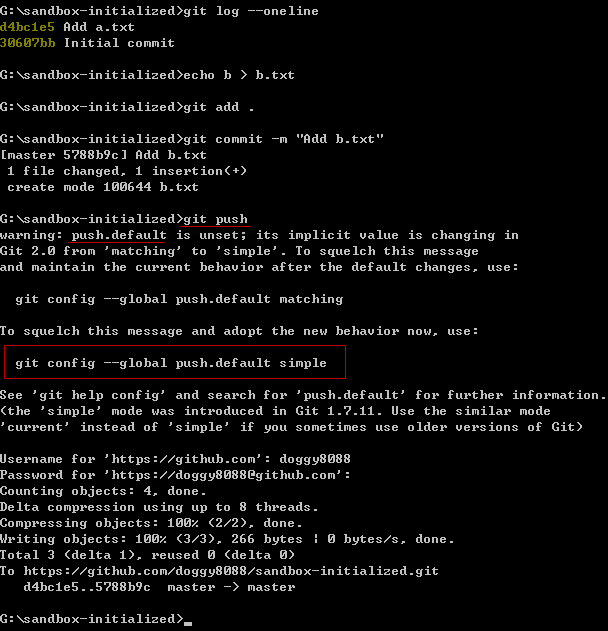 G:\sandbox-initialized>git log --oneline
d4bc1e5 Add a.txt
30607bb Initial commit
G:\sandbox-initialized>echo b > b.txt
G:\sandbox-initialized>git add .
G:\sandbox-initialized>git commit -m "Add b.txt"
[master 5788b9c] Add b.txt
 1 file changed, 1 insertion(+)
 create mode 100644 b.txt
G:\sandbox-initialized>git push
warning: push.default is unset; its implicit value is changing in
Git 2.0 from 'matching' to 'simple'. To squelch this message
and maintain the current behavior after the default changes, use:
  git config --global push.default matching
To squelch this message and adopt the new behavior now, use:
  git config --global push.default simple
See 'git help config' and search for 'push.default' for further information.
(the 'simple' mode was introduced in Git 1.7.11. Use the similar mode
'current' instead of 'simple' if you sometimes use older versions of Git)
Username for 'https://github.com': doggy8088
Password for 'https://doggy8088@github.com':
Counting objects: 4, done.
Delta compression using up to 8 threads.
Compressing objects: 100% (2/2), done.
Writing objects: 100% (3/3), 266 bytes | 0 bytes/s, done.
Total 3 (delta 1), reused 0 (delta 0)
To https://github.com/doggy8088/sandbox-initialized.git
   d4bc1e5..5788b9c  master -> master
G:\sandbox-initialized>_